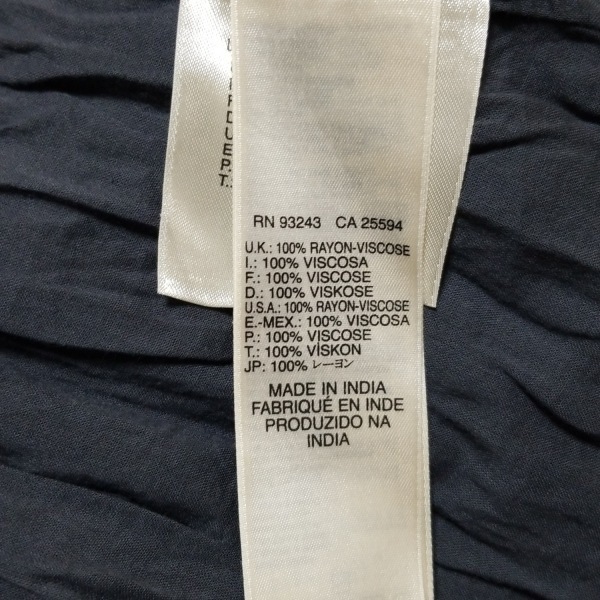 RN 93243 CA 25594
U.K.: 100% RAYON-VISCOSE
I.: 100% VISCOSA
F.: 100% VISCOSE
D.: 100% VISKOSE
U.S.A.: 100% RAYON-VISCOSE
E.-MEX.: 100% VISCOSA
P.: 100% VISCOSE
T.: 100% VİSKON
JP: 100% レーヨン
MADE IN INDIA
FABRIQUÉ EN INDE
PRODUZIDO NA
INDIA